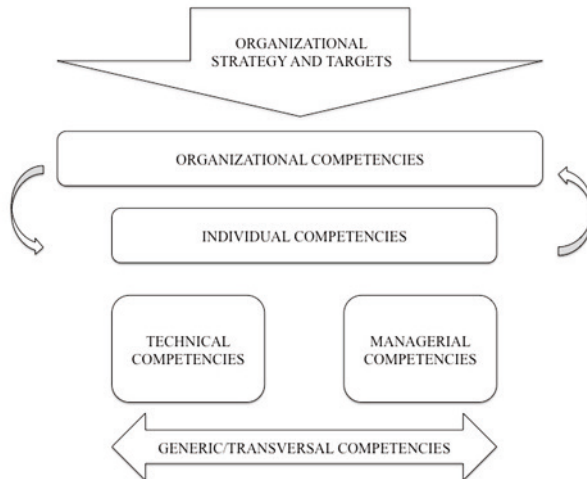 ORGANIZATIONAL
STRATEGY AND TARGETS
ORGANIZATIONAL COMPETENCIES
INDIVIDUAL COMPETENCIES
TECHNICAL
COMPETENCIES
MANAGERIAL
COMPETENCIES
GENERIC/TRANSVERSAL COMPETENCIES